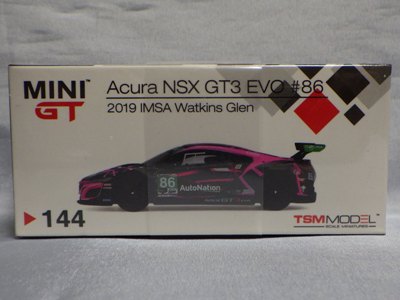 MINI GT
Acura NSX GT3 EVO #86
2019 IMSA Watkins Glen
86
AutoNation
144
TSMMODEL
SCALE MINIATURES